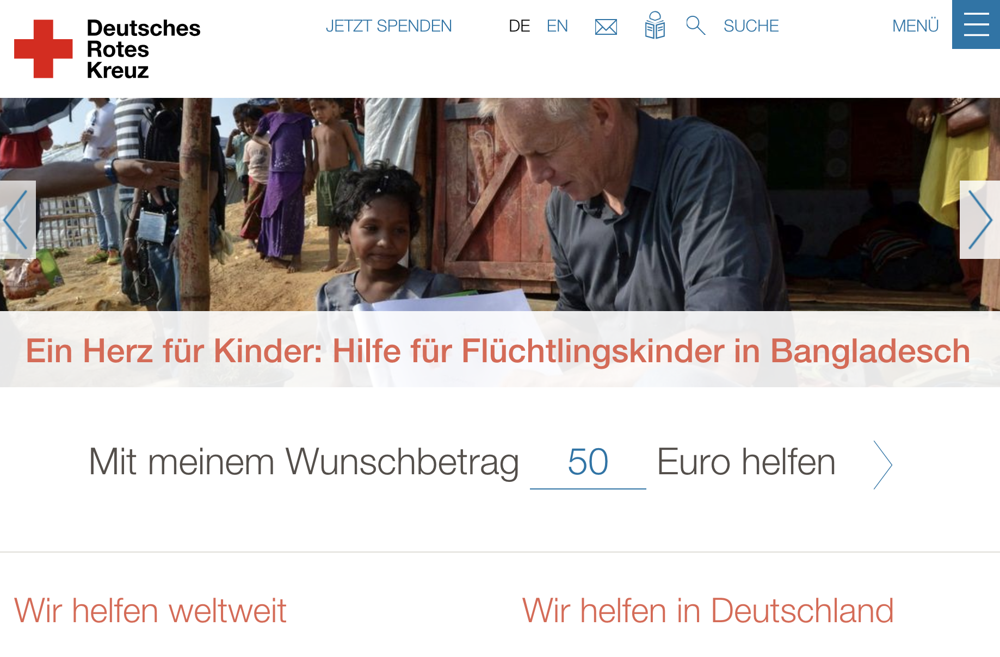 Deutsches
Rotes
Kreuz
JETZT SPENDEN
DE EN
SUCHE
MENÜ
Ein Herz für Kinder: Hilfe für Flüchtlingskinder in Bangladesch
Mit meinem Wunschbetrag 50 Euro helfen
Wir helfen weltweit
Wir helfen in Deutschland